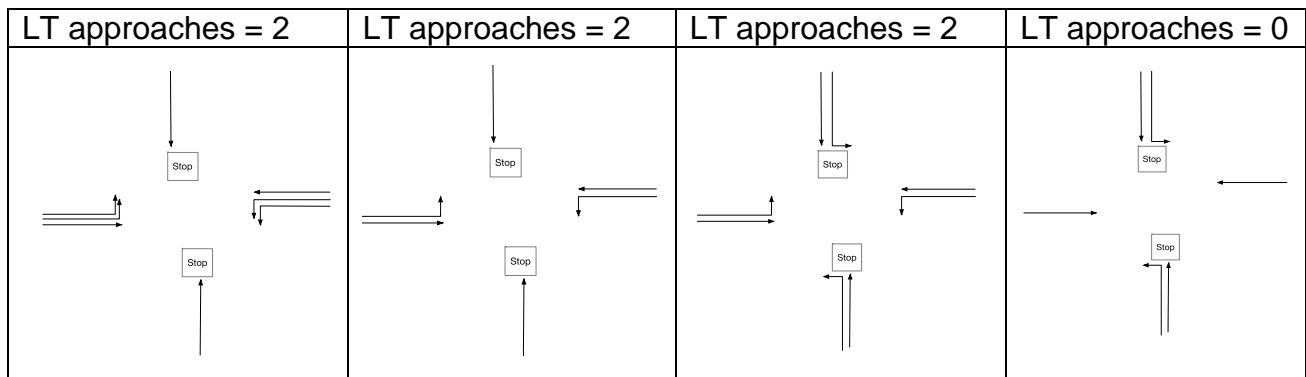 LT approaches = 2
LT approaches = 2
LT approaches = 2
LT approaches = 0
Stop
Stop
Stop
Stop
Stop
Stop
Stop
Stop